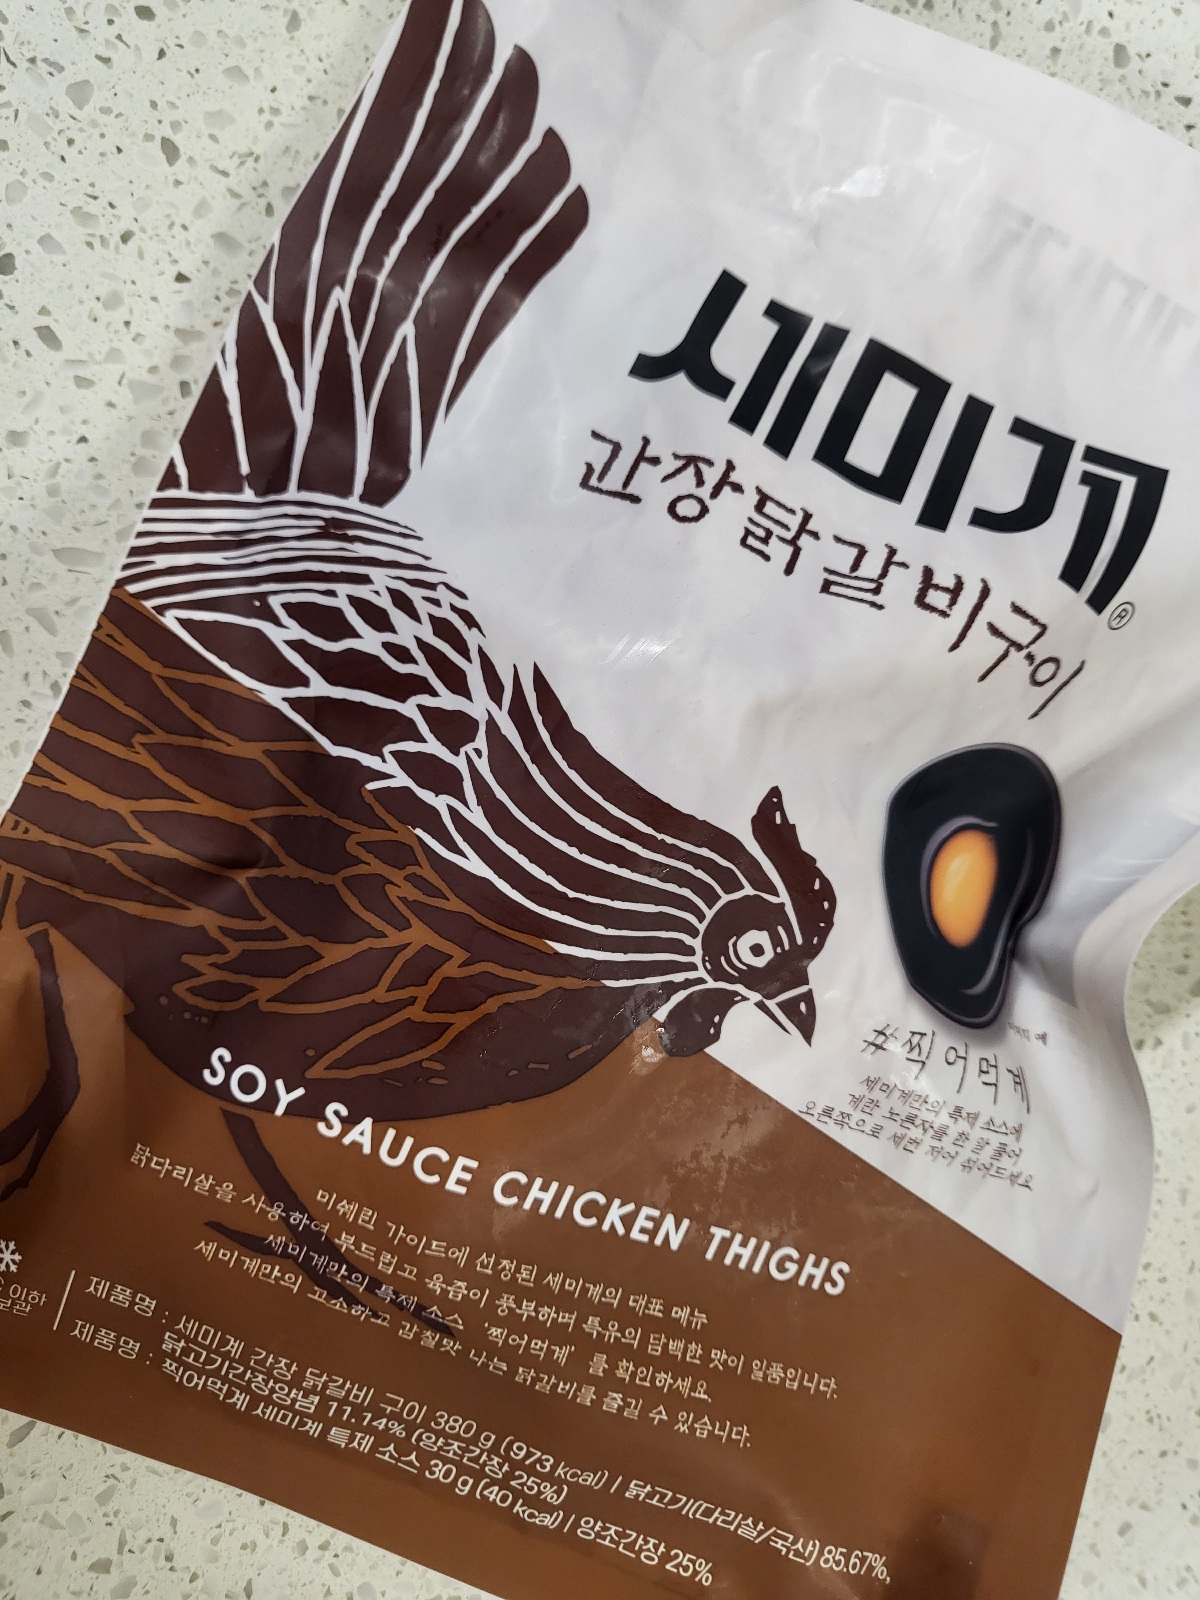 세미계®
간장닭갈비구이
#찍어먹계
세미계만의 특제 소스에
계란 노른자를 한 알 풀어
오른쪽으로 세번 저어 섞어드세요
SOY SAUCE CHICKEN THIGHS
미쉐린 가이드에 선정된 세미계의 대표 메뉴
닭다리살을 사용하여 부드럽고 육즙이 풍부하며 특유의 담백한 맛이 일품입니다.
세미계만의 특제 소스 '찍어먹계' 를 확인하세요.
세미계만의 고소하고 감칠맛 나는 닭갈비를 즐길 수 있습니다.
이하
보관
제품명 : 세미계 간장 닭갈비 구이 380 g (973 kcal) | 닭고기(다리살/국산) 85.67%,
닭고기간장양념 11.14% (양조간장 25%)
제품명 : 찍어먹계 세미계 특제 소스 30 g (40 kcal) | 양조간장 25%